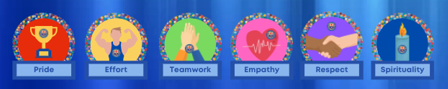 Pride
Effort
Teamwork
Empathy
Respect
Spirituality